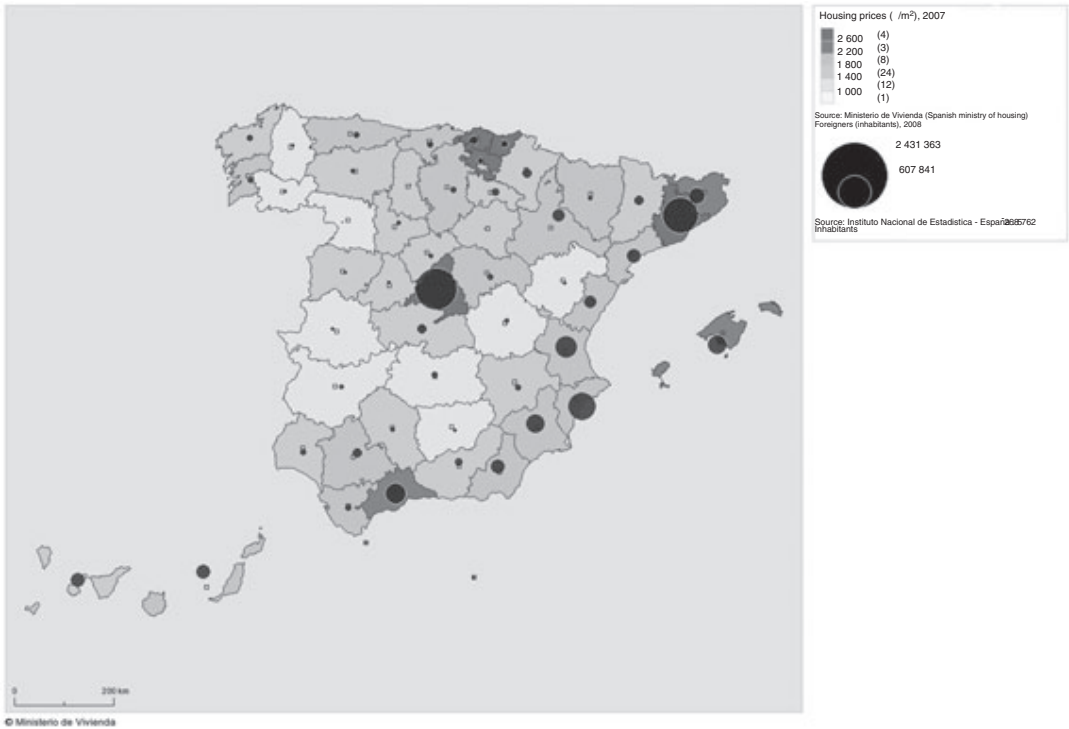 Housing prices ( /m²), 2007
2 600 (4)
2 200 (3)
1 800 (8)
1 400 (24)
1 000 (12)
(1)
Source: Ministerio de Vivienda (Spanish ministry of housing)
Foreigners (inhabitants), 2008
2 431 363
607 841
Source: Instituto Nacional de Estadistica -
Inhabitants
0 200 km
© Ministerio de Vivienda